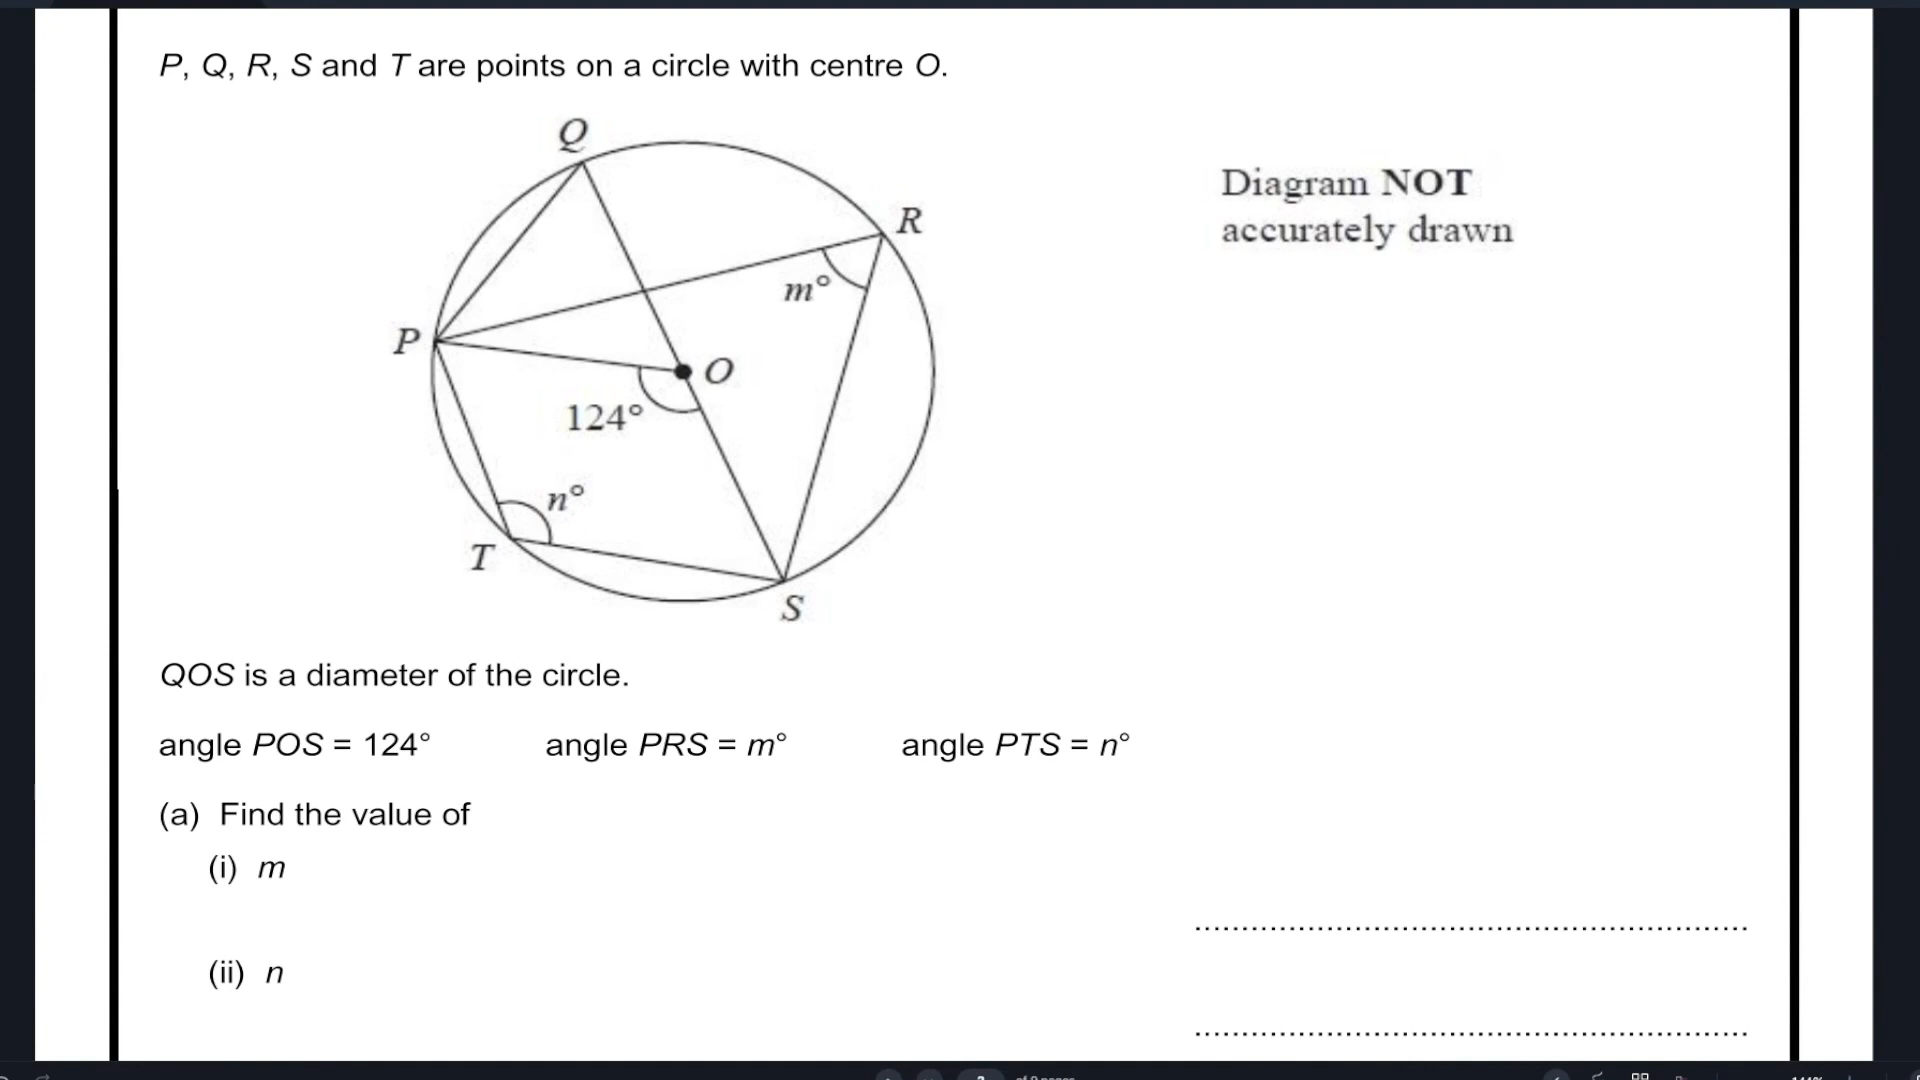 P, Q, R, S and T are points on a circle with centre O.
Q
R
Diagram NOT
accurately drawn
m°
P
O
124°
n°
T
S
QOS is a diameter of the circle.
angle POS = 124° angle PRS = m° angle PTS = n°
(a) Find the value of
(i) m
(ii) n